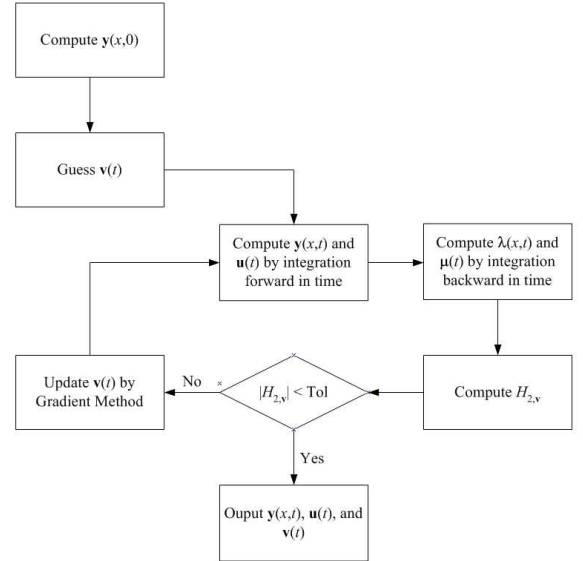 Compute y(x,0)
Guess v(t)
Compute y(x,t) and
u(t) by integration
forward in time
Compute λ(x,t) and
μ(t) by integration
backward in time
Update v(t) by
Gradient Method
No
|H2,v| < Tol
Compute H2,v
Yes
Ouput y(x,t), u(t), and
v(t)